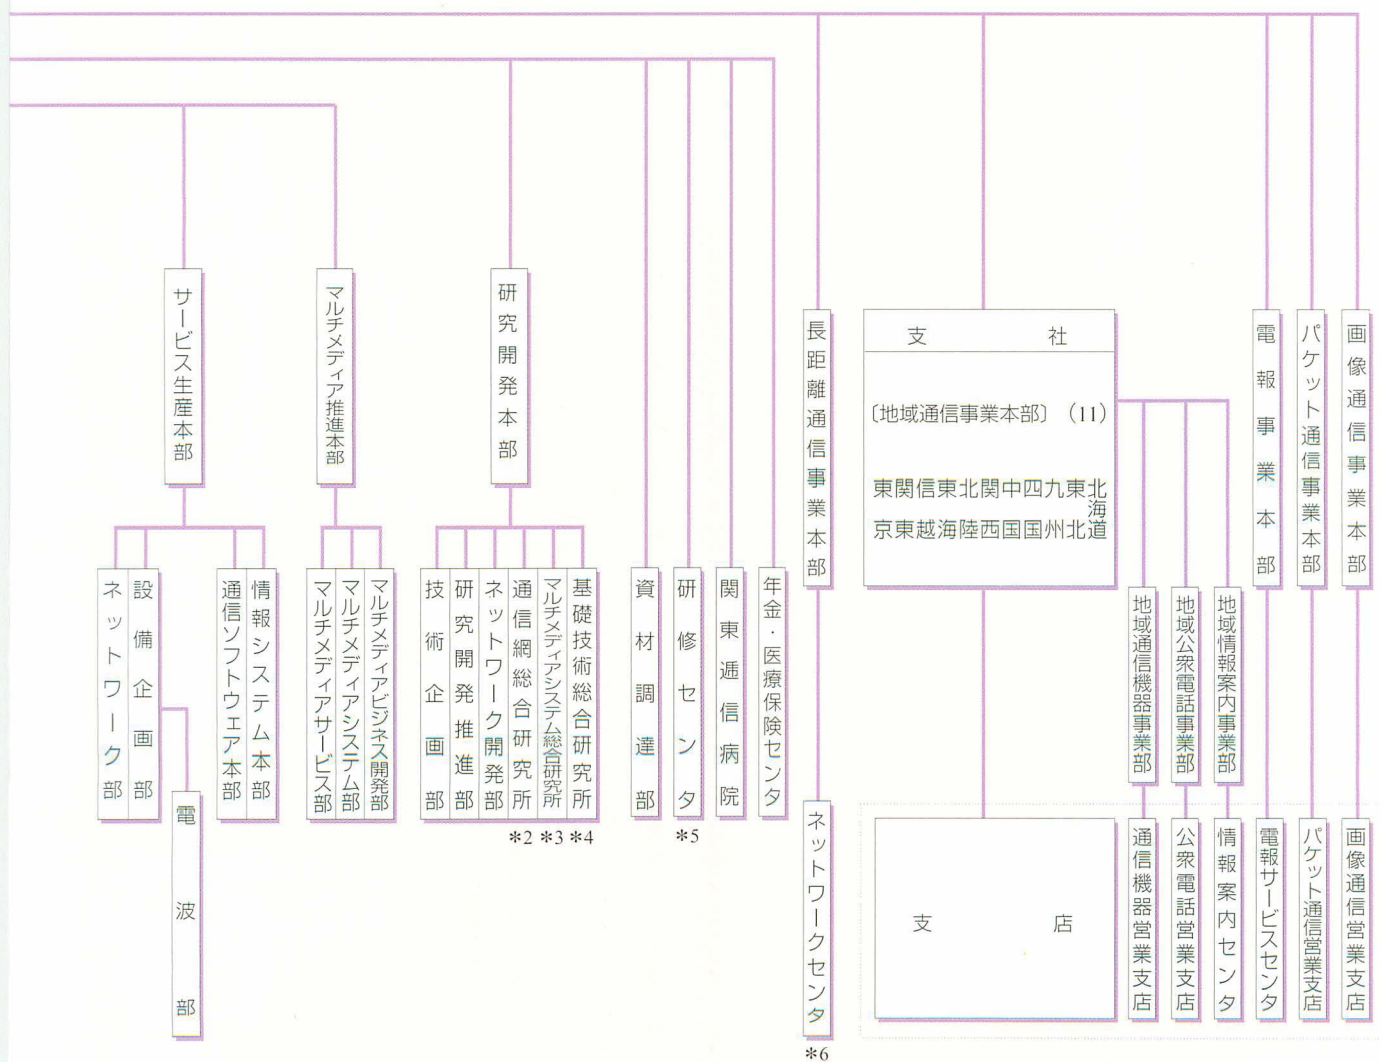 サービス生産本部
マルチメディア推進本部
研究開発本部
長距離通信事業本部
支社
〔地域通信事業本部〕(11)
東京
関東
信越
東海
北陸
関西
中国
四国
九州
東北
北海道
電報事業本部
パケット通信事業本部
画像通信事業本部
ネットワーク部
設備企画部
電波部
通信ソフトウェア本部
情報システム本部
マルチメディアサービス部
マルチメディアシステム部
マルチメディアビジネス開発部
技術企画部
研究開発推進部
ネットワーク開発部
通信網総合研究所
*2
マルチメディアシステム総合研究所
*3
基礎技術総合研究所
*4
資材調達部
研修センタ
*5
関東逓信病院
年金・医療保険センタ
ネットワークセンタ
*6
地域通信機器事業部
地域公衆電話事業部
地域情報案内事業部
支店
通信機器営業支店
公衆電話営業支店
情報案内センタ
電報サービスセンタ
パケット通信営業支店
画像通信営業支店